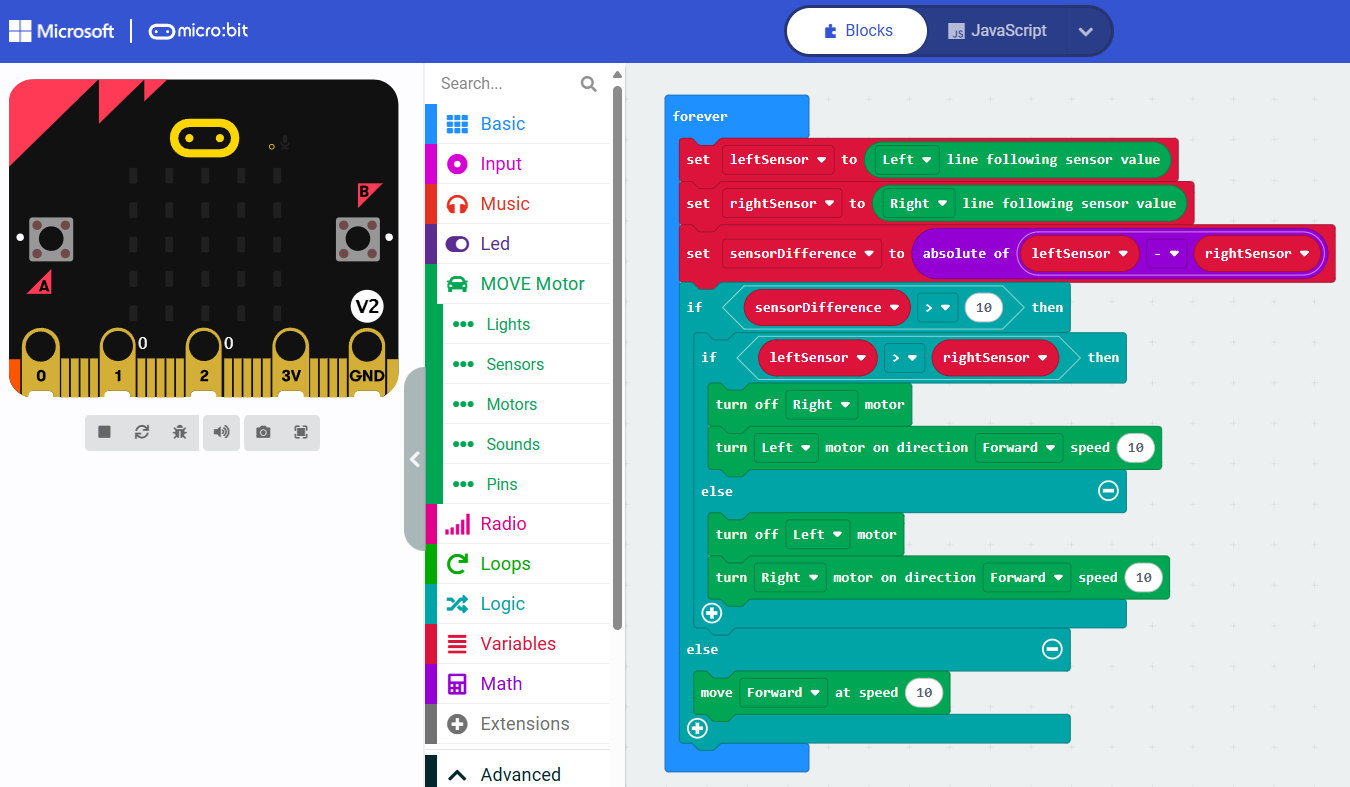 Microsoft micro:bit Blocks JS JavaScript
Search...
Basic
Input
Music
Led
MOVE Motor
Lights
Sensors
Motors
Sounds
Pins
Radio
Loops
Logic
Variables
Math
Extensions
Advanced
B
A
V2
0 0
0 1 2 3V GND
forever
set leftSensor to Left line following sensor value
set rightSensor to Right line following sensor value
set sensorDifference to absolute of leftSensor - rightSensor
if sensorDifference > 10 then
if leftSensor > rightSensor then
turn off Right motor
turn Left motor on direction Forward speed 10
else
turn off Left motor
turn Right motor on direction Forward speed 10
else
move Forward at speed 10